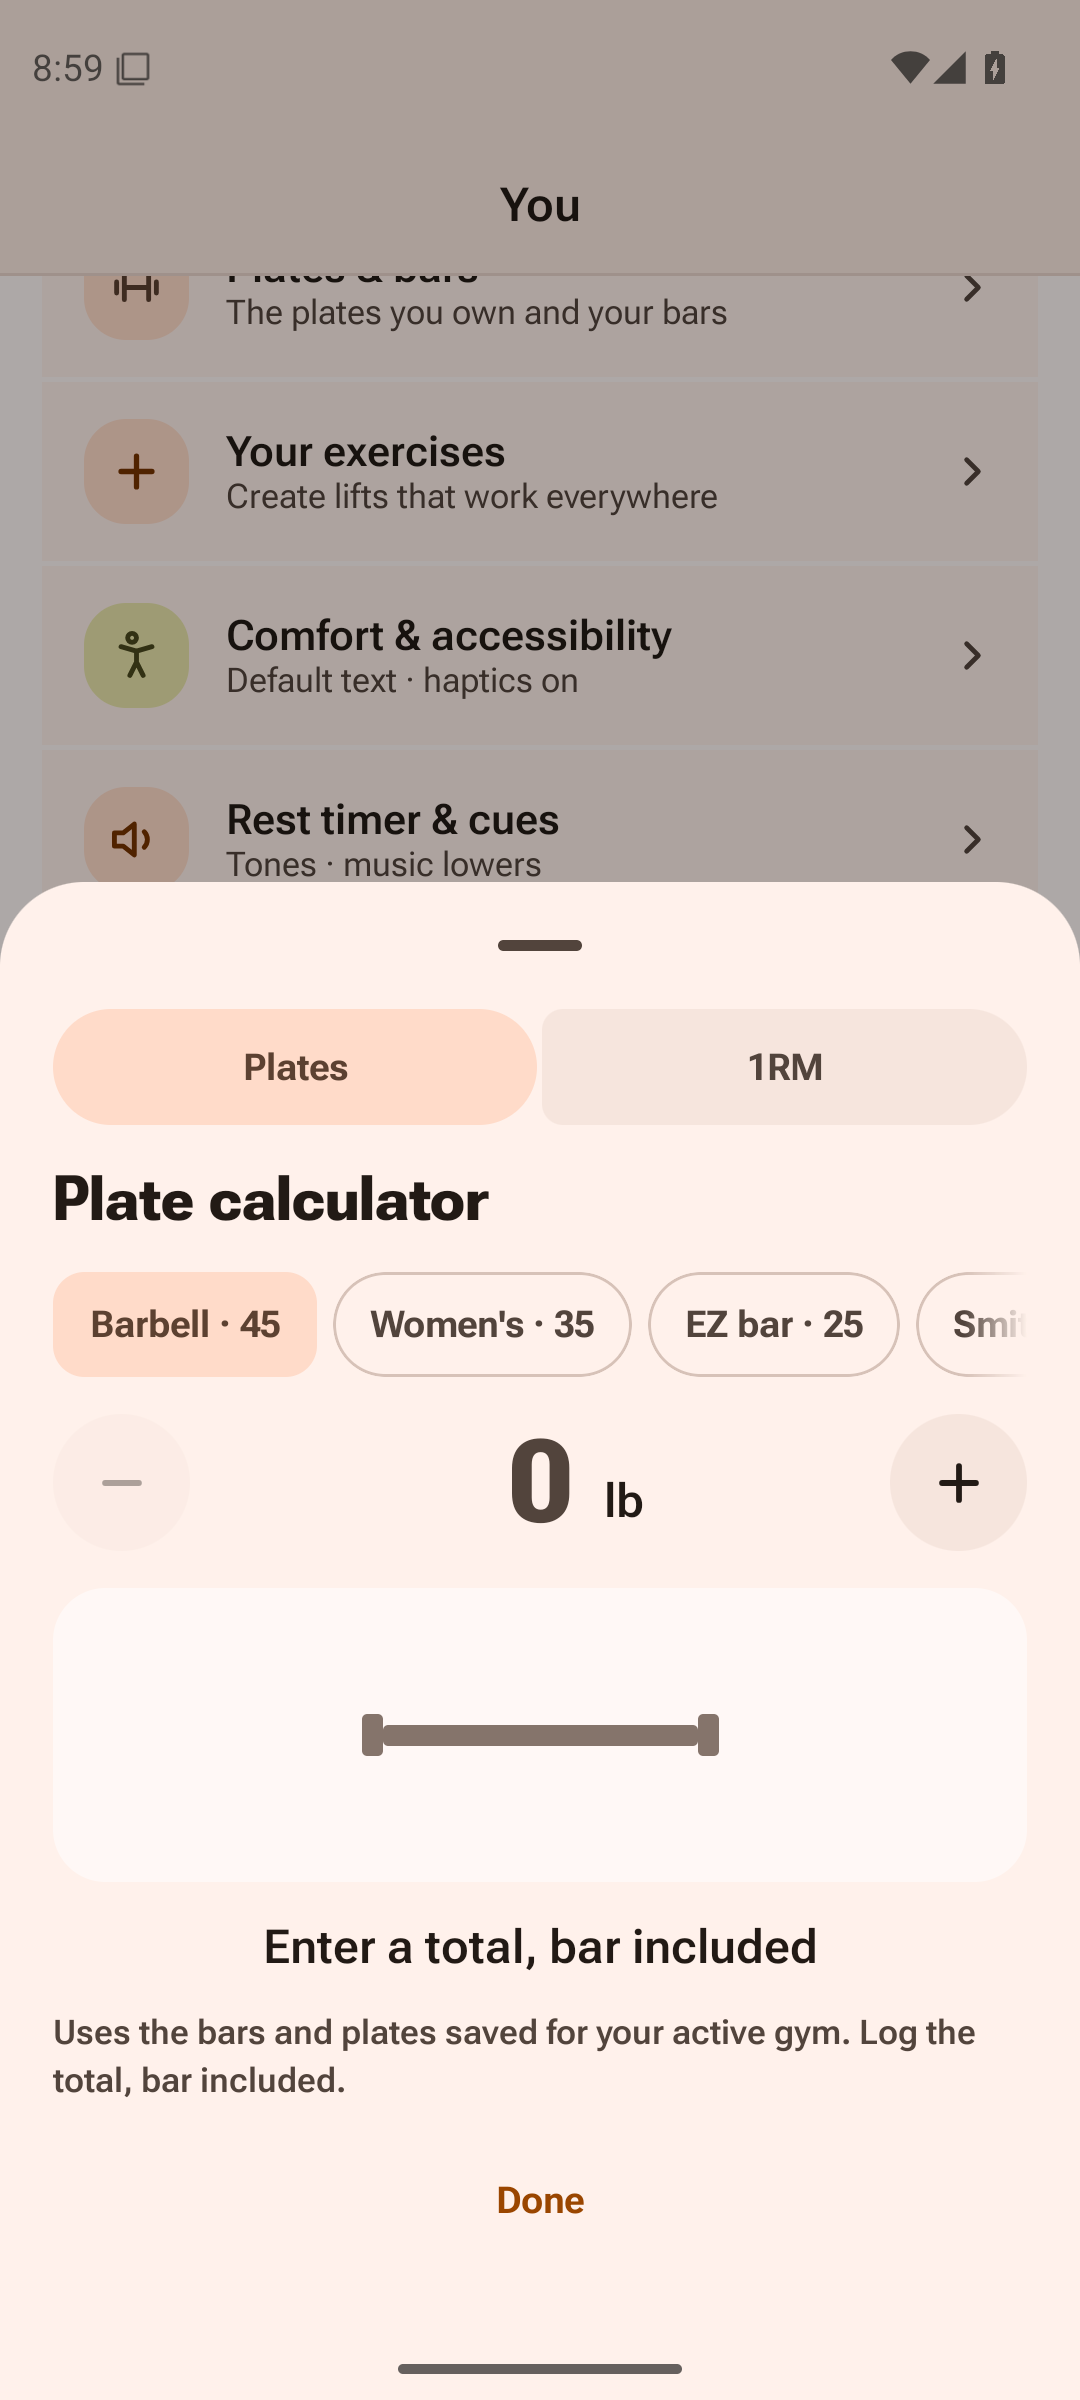 8:59
You
Plates & bars
The plates you own and your bars
Your exercises
Create lifts that work everywhere
Comfort & accessibility
Default text · haptics on
Rest timer & cues
Tones · music lowers
Plates
1RM
Plate calculator
Barbell · 45
Women's · 35
EZ bar · 25
Smi
0 lb
Enter a total, bar included
Uses the bars and plates saved for your active gym. Log the
total, bar included.
Done